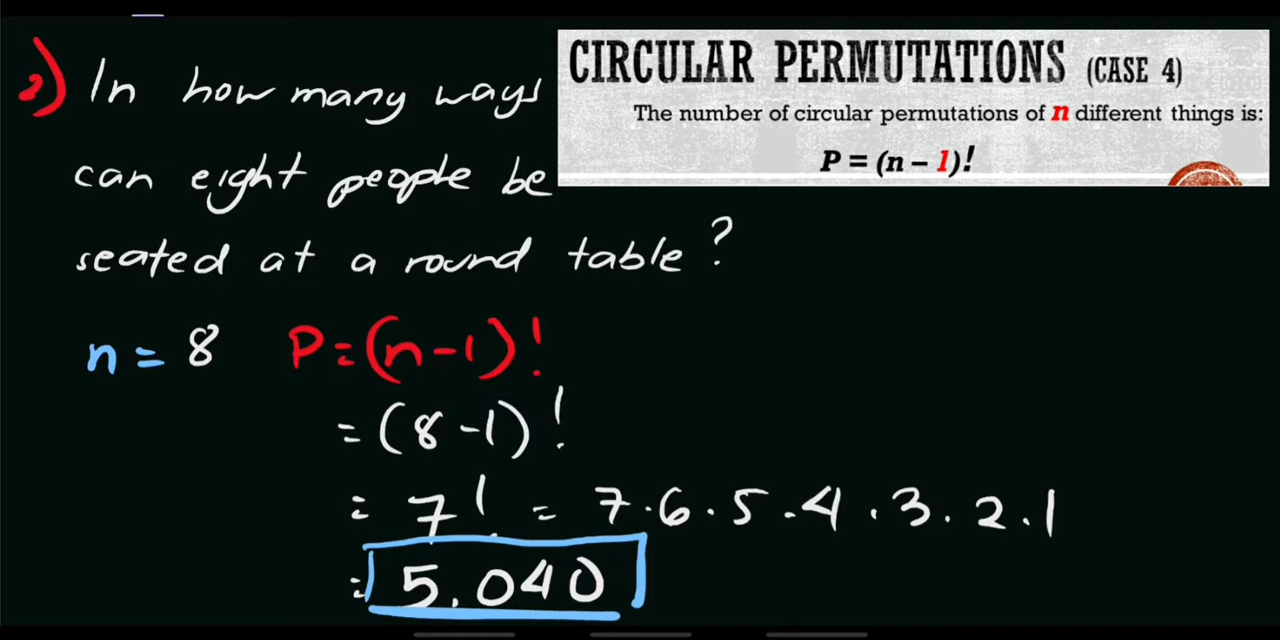 2) In how many ways
can eight people be
seated at a round table?
CIRCULAR PERMUTATIONS (CASE 4)
The number of circular permutations of n different things is:
P = (n – 1)!
n = 8 P = (n-1)!
= (8-1)!
= 7! = 7·6·5·4·3·2·1
= 5,040